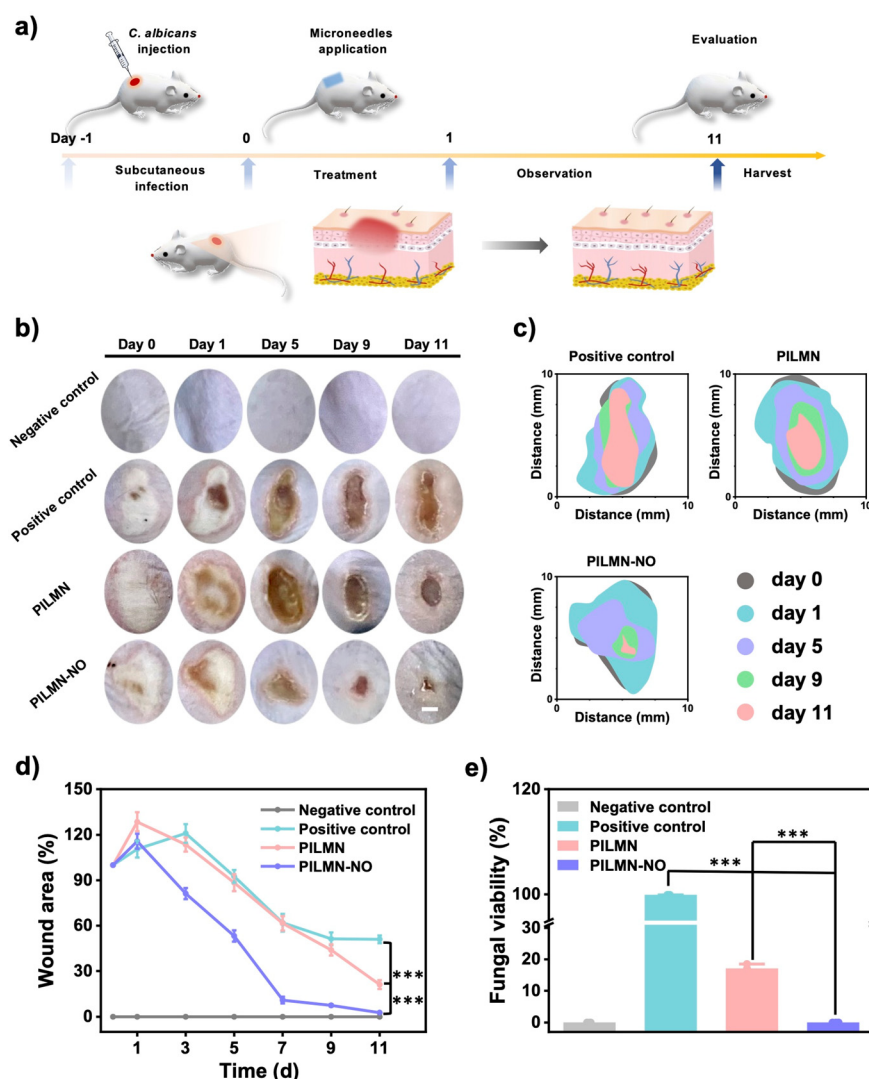 a)
C. albicans
injection
Microneedles
application
Evaluation
Day -1
0
1
11
Subcutaneous
infection
Treatment
Observation
Harvest
b)
Day 0 Day 1 Day 5 Day 9 Day 11
Negative control
Positive control
PILMN
PILMN-NO
c)
Positive control
10
Distance (mm)
0
Distance (mm)
10
PILMN
10
Distance (mm)
0
Distance (mm)
10
PILMN-NO
10
Distance (mm)
0
Distance (mm)
10
day 0
day 1
day 5
day 9
day 11
d)
150
120
90
60
30
0
Wound area (%)
Negative control
Positive control
PILMN
PILMN-NO
***
***
1 3 5 7 9 11
Time (d)
e)
120
100
30
20
10
0
Fungal viability (%)
Negative control
Positive control
PILMN
PILMN-NO
***
***